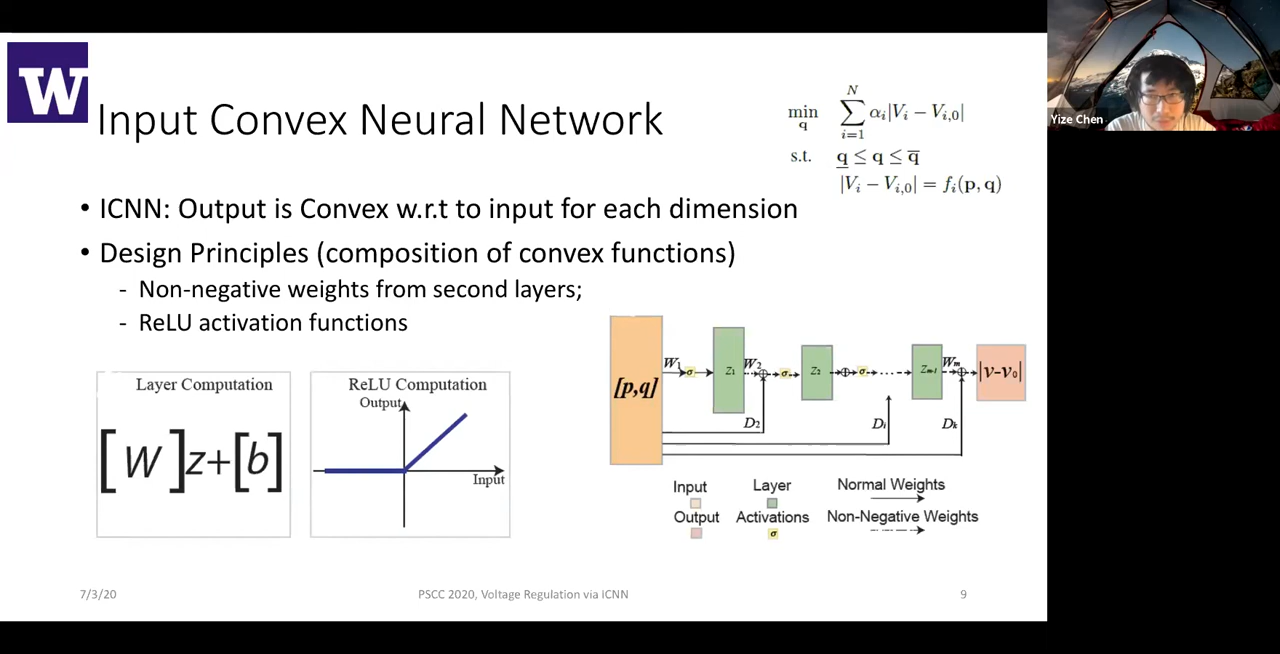 W
Input Convex Neural Network
min
q
N
∑ αᵢ|Vᵢ − Vᵢ,₀|
i=1
s.t. q ≤ q ≤ q̅
|Vᵢ − Vᵢ,₀| = fᵢ(p, q)
Yize Chen
• ICNN: Output is Convex w.r.t to input for each dimension
• Design Principles (composition of convex functions)
- Non-negative weights from second layers;
- ReLU activation functions
Layer Computation
[W]z+[b]
ReLU Computation
Output
Input
[p,q]
W₁ σ Z₁ W₂ σ Z₂ σ Zₘ₋₁ Wₘ |v-v₀|
D₂ Dᵢ Dₖ
Input Layer Normal Weights
Output Activations Non-Negative Weights
σ
7/3/20
PSCC 2020, Voltage Regulation via ICNN
9